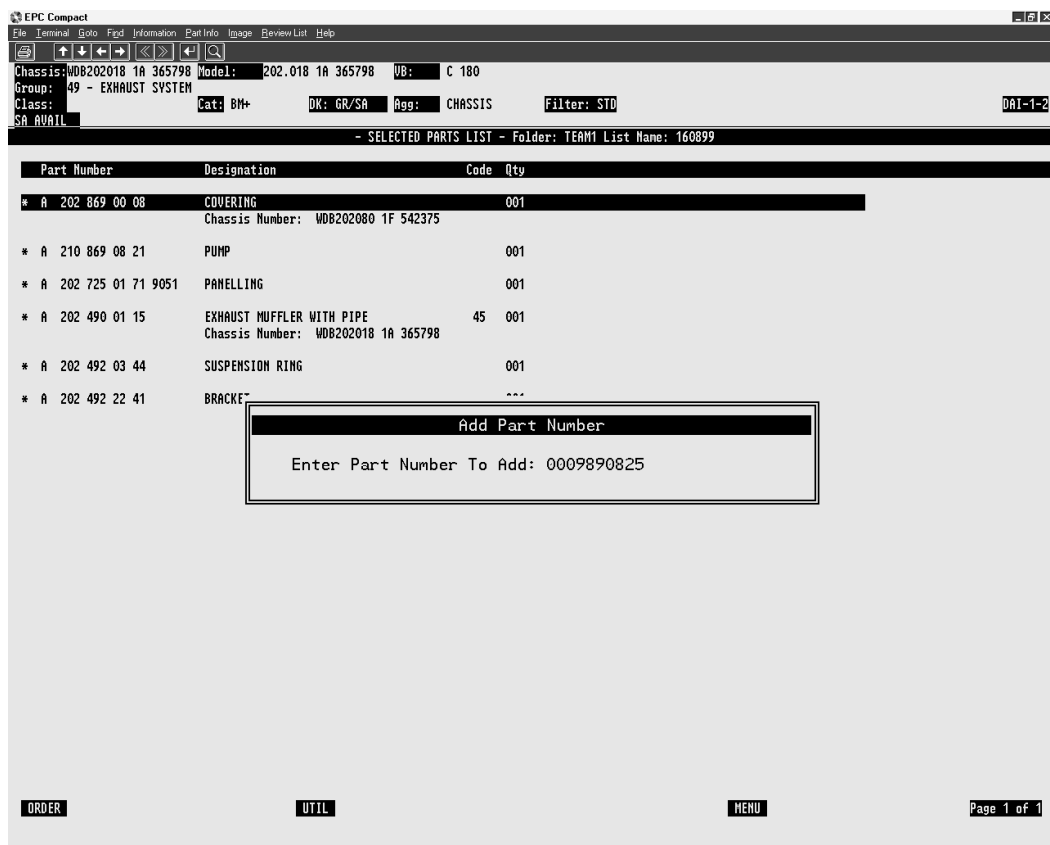 EPC Compact
File Terminal Goto Find Information Part Info Image Review List Help
Chassis:WDB202018 1A 365798 Model: 202.018 1A 365798 VB: C 180
Group: 49 - EXHAUST SYSTEM
Class: Cat: BM+ DK: GR/SA Agg: CHASSIS Filter: STD DAI-1-2
SA AVAIL
- SELECTED PARTS LIST - Folder: TEAM1 List Name: 160899
Part Number Designation Code Qty
* A 202 869 00 08 COVERING 001
Chassis Number: WDB202080 1F 542375
* A 210 869 08 21 PUMP 001
* A 202 725 01 71 9051 PANELLING 001
* A 202 490 01 15 EXHAUST MUFFLER WITH PIPE 45 001
Chassis Number: WDB202018 1A 365798
* A 202 492 03 44 SUSPENSION RING 001
* A 202 492 22 41 BRACKET
Add Part Number
Enter Part Number To Add: 0009890825
ORDER UTIL MENU Page 1 of 1